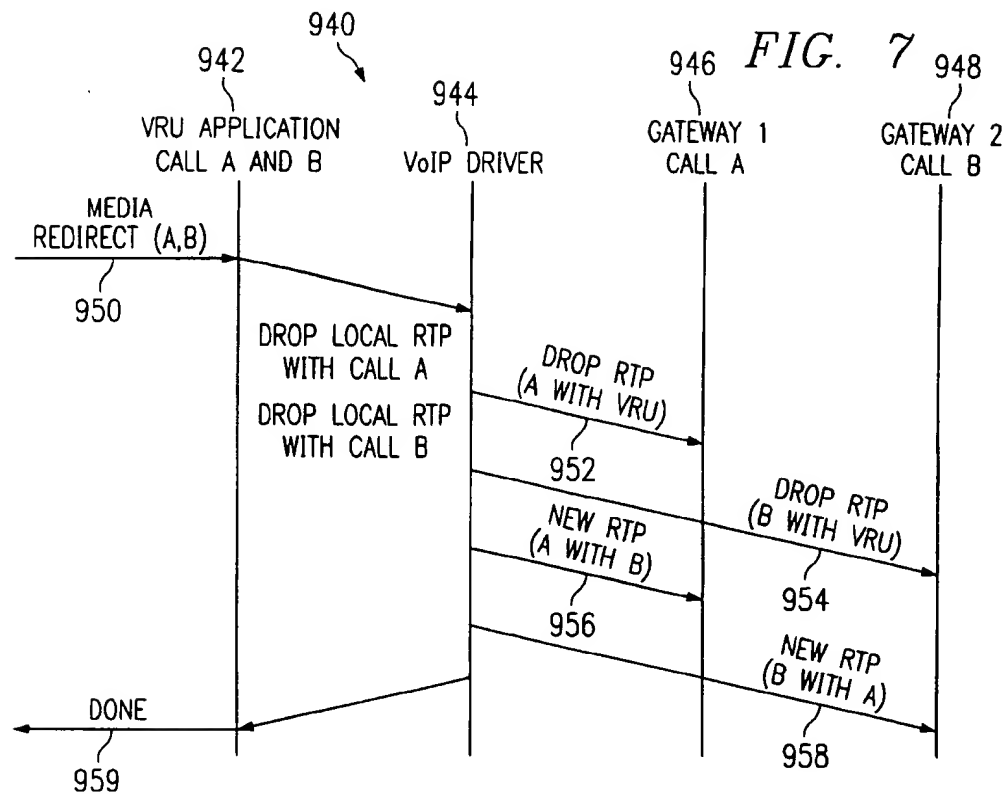 FIG. 7
940
942
944
946
948
VRU APPLICATION
CALL A AND B
VoIP DRIVER
GATEWAY 1
CALL A
GATEWAY 2
CALL B
MEDIA
REDIRECT (A,B)
950
DROP LOCAL RTP
WITH CALL A
DROP LOCAL RTP
WITH CALL B
DROP RTP
(A WITH VRU)
952
DROP RTP
(B WITH VRU)
954
NEW RTP
(A WITH B)
956
NEW RTP
(B WITH A)
958
DONE
959